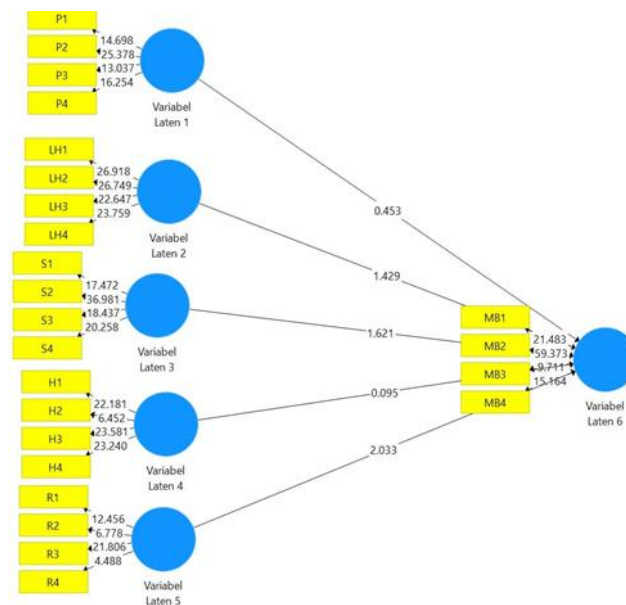 P1
P2
P3
P4
14.698
25.378
13.037
16.254
Variabel
Laten 1
LH1
LH2
LH3
LH4
26.918
26.749
22.647
23.759
Variabel
Laten 2
S1
S2
S3
S4
17.472
36.981
18.437
20.258
Variabel
Laten 3
H1
H2
H3
H4
22.181
6.452
23.581
23.240
Variabel
Laten 4
R1
R2
R3
R4
12.456
6.778
21.806
4.488
Variabel
Laten 5
0.453
1.429
1.621
0.095
2.033
MB1
MB2
MB3
MB4
21.483
59.373
9.711
15.164
Variabel
Laten 6